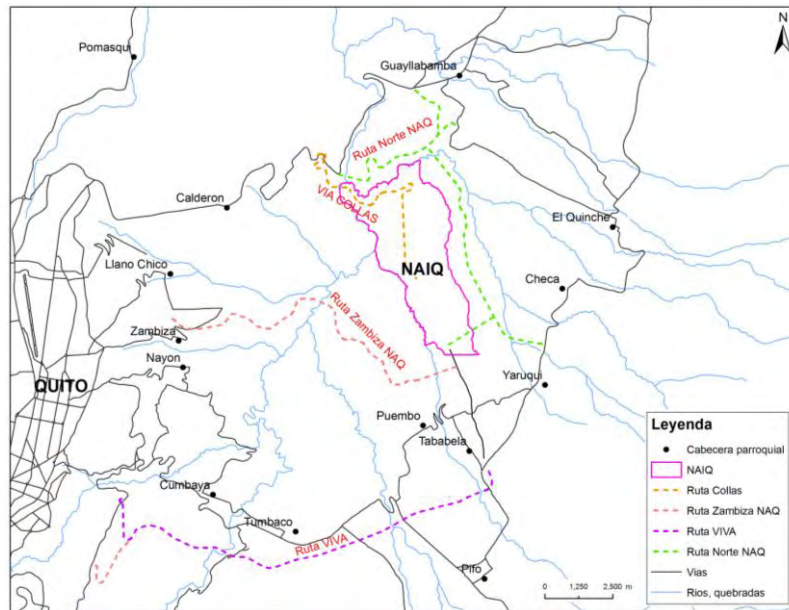 N
Pomasqui
Guayllabamba
Ruta Norte NAQ
VIA COLLAS
Calderon
El Quinche
Llano Chico
NAIQ
Checa
Ruta Zambiza NAQ
Zambiza
Nayon
QUITO
Yaruqui
Puembo
Tababela
Cumbaya
Tumbaco
Ruta VIVA
Pifo
0 1,250 2,500 m
Leyenda
Cabecera parroquial
NAIQ
Ruta Collas
Ruta Zambiza NAQ
Ruta VIVA
Ruta Norte NAQ
Vias
Rios, quebradas